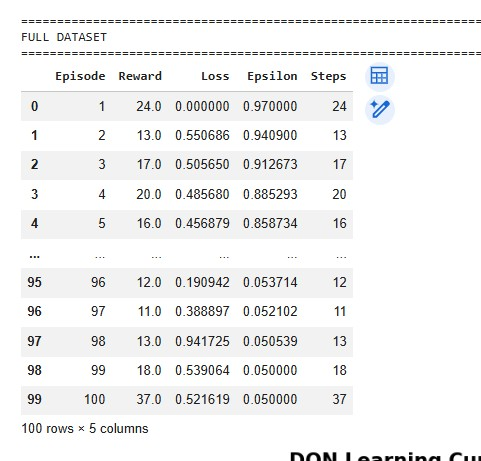 ================================================================
FULL DATASET
================================================================
Episode Reward Loss Epsilon Steps
0 1 24.0 0.000000 0.970000 24
1 2 13.0 0.550686 0.940900 13
2 3 17.0 0.505650 0.912673 17
3 4 20.0 0.485680 0.885293 20
4 5 16.0 0.456879 0.858734 16
... ... ... ... ... ...
95 96 12.0 0.190942 0.053714 12
96 97 11.0 0.388897 0.052102 11
97 98 13.0 0.941725 0.050539 13
98 99 18.0 0.539064 0.050000 18
99 100 37.0 0.521619 0.050000 37
100 rows × 5 columns
DQN Learning Cu